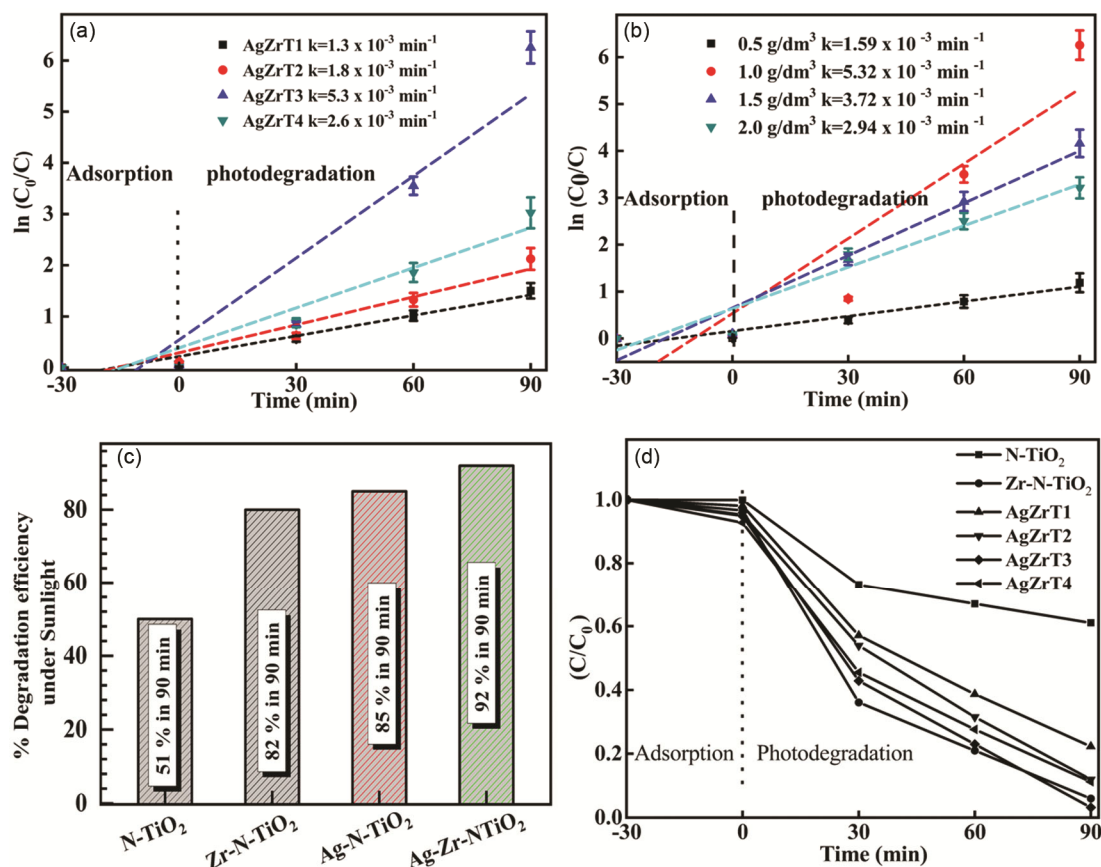 (a)
AgZrT1 k=1.3 x 10⁻³ min⁻¹
AgZrT2 k=1.8 x 10⁻³ min⁻¹
AgZrT3 k=5.3 x 10⁻³ min⁻¹
AgZrT4 k=2.6 x 10⁻³ min⁻¹
Adsorption
photodegradation
ln (C₀/C)
6
5
4
3
2
1
0
-30
0
30
60
90
Time (min)
(b)
0.5 g/dm³ k=1.59 x 10⁻³ min⁻¹
1.0 g/dm³ k=5.32 x 10⁻³ min⁻¹
1.5 g/dm³ k=3.72 x 10⁻³ min⁻¹
2.0 g/dm³ k=2.94 x 10⁻³ min⁻¹
Adsorption
photodegradation
ln (C0/C)
6
5
4
3
2
1
0
-30
0
30
60
90
Time (min)
(c)
% Degradation efficiency
under Sunlight
80
60
40
20
0
51 % in 90 min
82 % in 90 min
85 % in 90 min
92 % in 90 min
N-TiO₂
Zr-N-TiO₂
Ag-N-TiO₂
Ag-Zr-NTiO₂
(d)
N-TiO₂
Zr-N-TiO₂
AgZrT1
AgZrT2
AgZrT3
AgZrT4
(C/C₀)
1.0
0.8
0.6
0.4
0.2
0.0
Adsorption
Photodegradation
-30
0
30
60
90
Time (min)